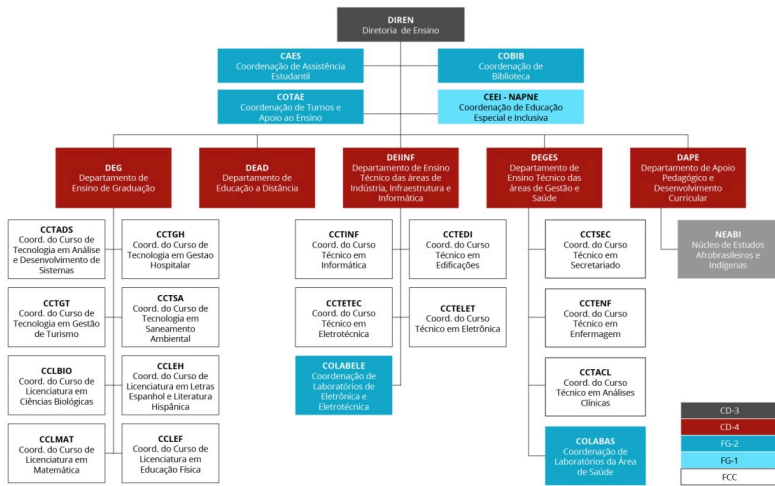 DIREN
Diretoria de Ensino
CAES
Coordenação de Assistência
Estudantil
COBIB
Coordenação de
Biblioteca
COTAE
Coordenação de Turnos e
Apoio ao Ensino
CEEI - NAPNE
Coordenação de Educação
Especial e Inclusiva
DEG
Departamento de
Ensino de Graduação
DEAD
Departamento de
Educação a Distância
DEIINF
Departamento de Ensino
Técnico das áreas de
Indústria, Infraestrutura e
Informática
DEGES
Departamento de
Ensino Técnico das
áreas de Gestão e
Saúde
DAPE
Departamento de Apoio
Pedagógico e
Desenvolvimento
Curricular
CCTADS
Coord. do Curso de
Tecnologia em Análise
e Desenvolvimento de
Sistemas
CCTGH
Coord. do Curso de
Tecnologia em Gestao
Hospitalar
CCTINF
Coord. do Curso
Técnico em
Informática
CCTEDI
Coord. do Curso
Técnico em
Edificações
CCTSEC
Coord. do Curso
Técnico em
Secretariado
NEABI
Núcleo de Estudos
Afrobrasileiros e
Indígenas
CCTGT
Coord. do Curso de
Tecnologia em Gestão
de Turismo
CCTSA
Coord. do Curso de
Tecnologia em
Saneamento
Ambiental
CCTETEC
Coord. do Curso
Técnico em
Eletrotécnica
CCTELET
Coord. do Curso
Técnico em Eletrônica
CCTENF
Coord. do Curso
Técnico em
Enfermagem
CCLBIO
Coord. do Curso de
Licenciatura em
Ciências Biológicas
CCLEH
Coord. do Curso de
Licenciatura em Letras
Espanhol e Literatura
Hispânica
COLABELE
Coordenação de
Laboratórios de
Eletrônica e
Eletrotécnica
CCTACL
Coord. do Curso
Técnico em Análises
Clínicas
CCLMAT
Coord. do Curso de
Licenciatura em
Matemática
CCLEF
Coord. do Curso de
Licenciatura em
Educação Física
COLABAS
Coordenação de
Laboratórios da Área
de Saúde
CD-3
CD-4
FG-2
FG-1
FCC